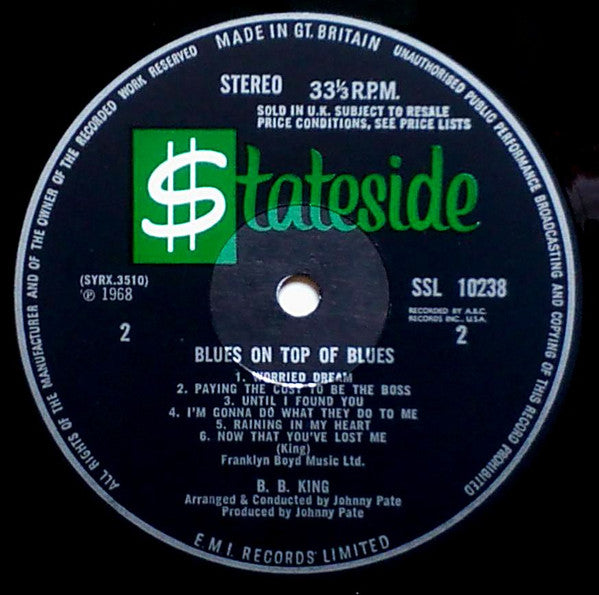 MADE IN GT. BRITAIN
UNAUTHORISED PUBLIC PERFORMANCE BROADCASTING AND COPYING OF THIS RECORD PROHIBITED
ALL RIGHTS OF THE MANUFACTURER AND OF THE OWNER OF THE RECORDED WORK RESERVED
STEREO 33⅓ R.P.M.
SOLD IN U.K. SUBJECT TO RESALE
PRICE CONDITIONS, SEE PRICE LISTS
$tateside
(SYRX.3510)
℗ 1968
2
SSL 10238
RECORDED BY A.B.C.
RECORDS INC., U.S.A.
2
BLUES ON TOP OF BLUES
1. WORRIED DREAM
2. PAYING THE COST TO BE THE BOSS
3. UNTIL I FOUND YOU
4. I'M GONNA DO WHAT THEY DO TO ME
5. RAINING IN MY HEART
6. NOW THAT YOU'VE LOST ME
(King)
Franklyn Boyd Music Ltd.
B. B. KING
Arranged & Conducted by Johnny Pate
Produced by Johnny Pate
E.M.I. RECORDS LIMITED